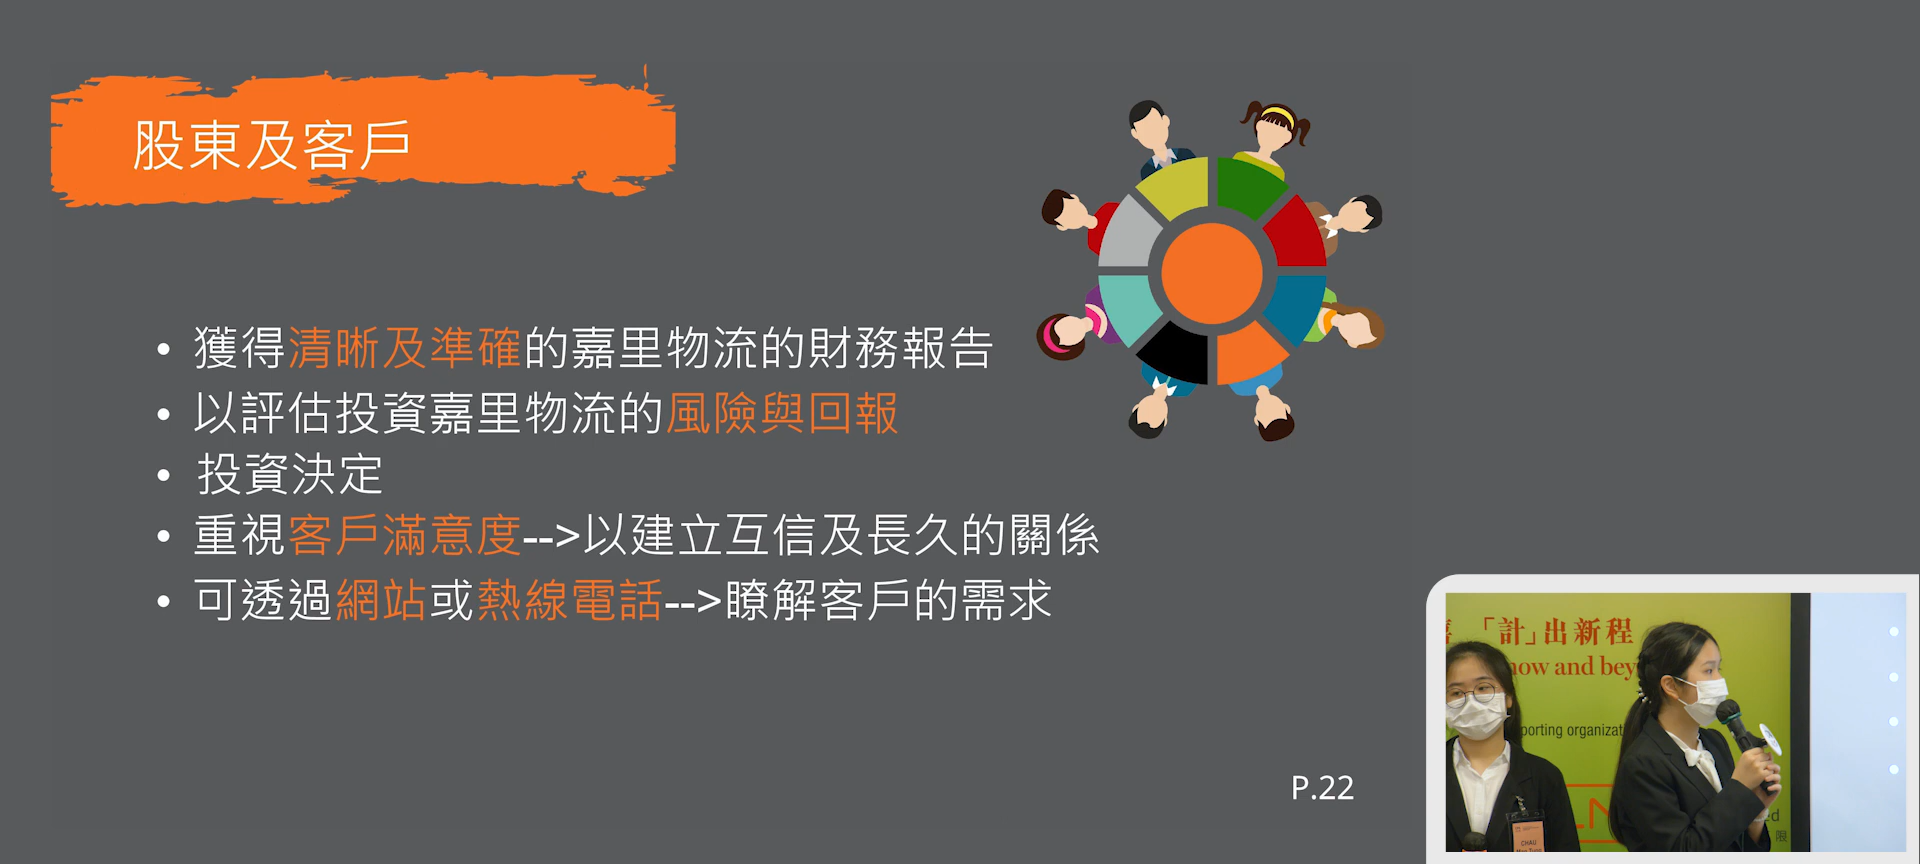 股東及客戶
• 獲得清晰及準確的嘉里物流的財務報告
• 以評估投資嘉里物流的風險與回報
• 投資決定
• 重視客戶滿意度-->以建立互信及長久的關係
• 可透過網站或熱線電話-->瞭解客戶的需求
P.22
「計」出新程
now and bey
porting organizat
CHAU
ed
限